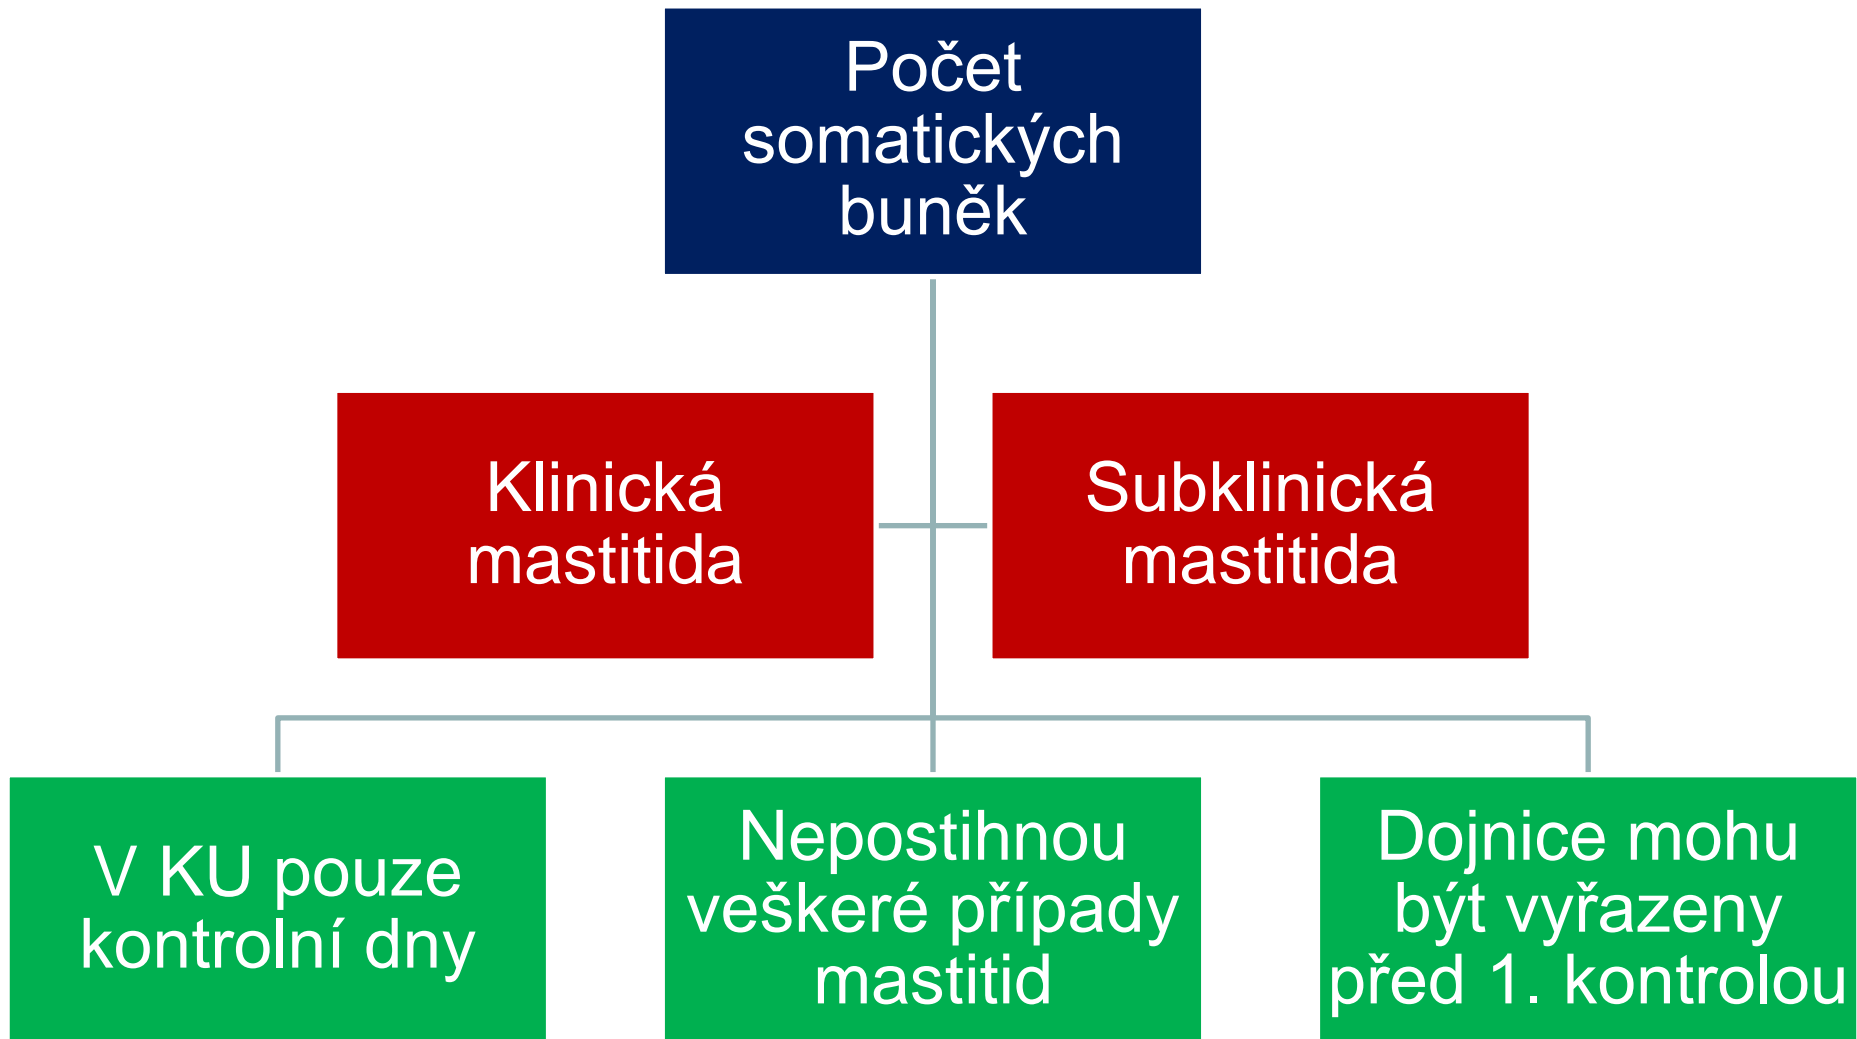 Počet
somatických
buněk
Klinická
mastitida
Subklinická
mastitida
V KU pouze
kontrolní dny
Nepostihnou
veškeré případy
mastitid
Dojnice mohu
být vyřazeny
před 1. kontrolou